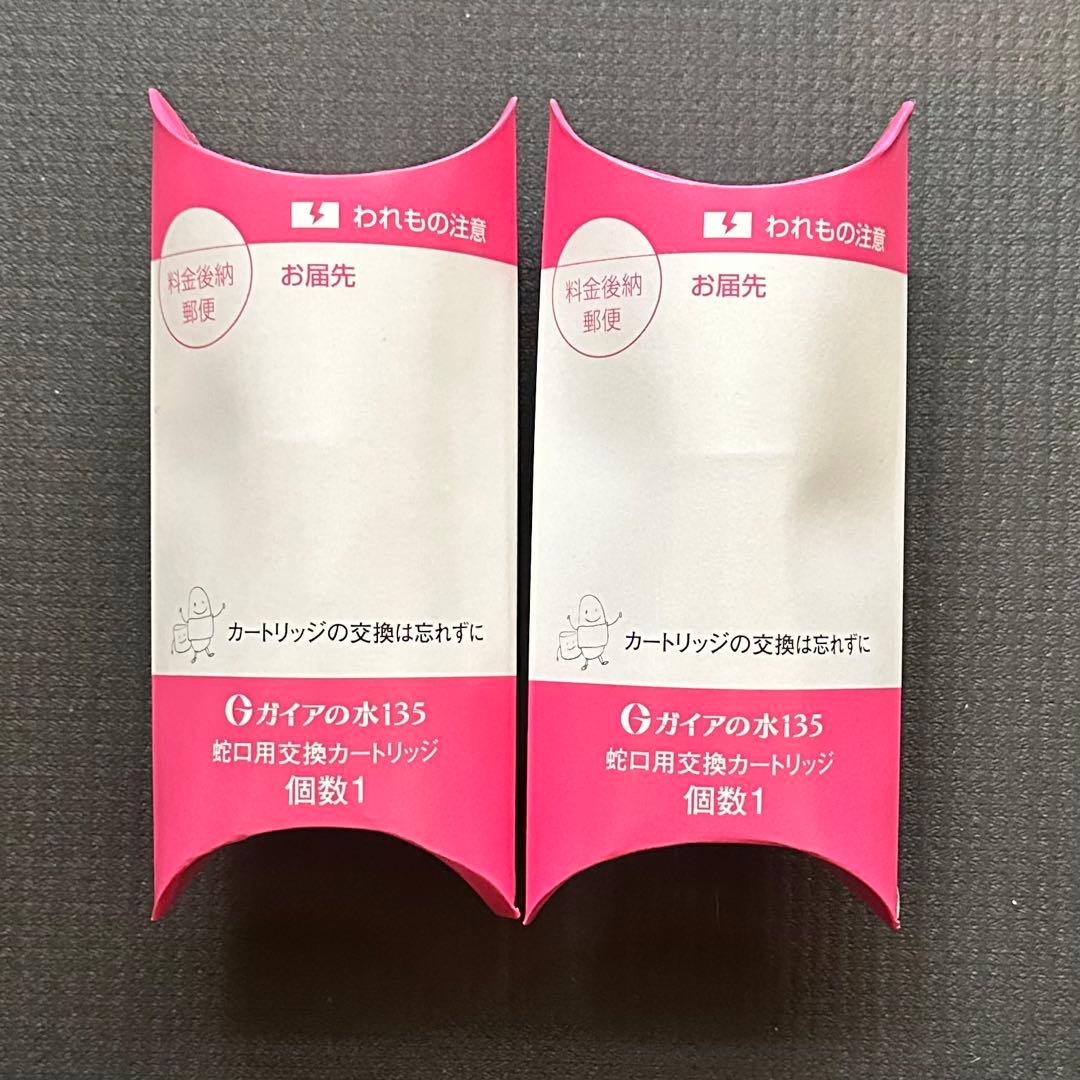 われもの注意
料金後納
郵便
お届先
カートリッジの交換は忘れずに
ガイアの水135
蛇口用交換カートリッジ
個数1
われもの注意
料金後納
郵便
お届先
カートリッジの交換は忘れずに
ガイアの水135
蛇口用交換カートリッジ
個数1